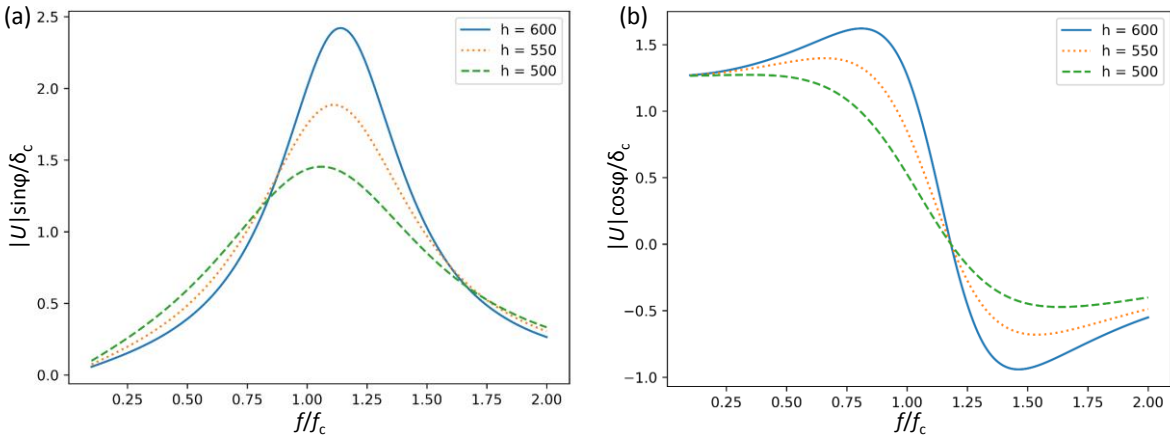 (a)
2.5
2.0
1.5
1.0
0.5
0.0
|U|sinφ/δc
h = 600
h = 550
h = 500
0.25 0.50 0.75 1.00 1.25 1.50 1.75 2.00
f/fc
(b)
1.5
1.0
0.5
0.0
−0.5
−1.0
|U|cosφ/δc
h = 600
h = 550
h = 500
0.25 0.50 0.75 1.00 1.25 1.50 1.75 2.00
f/fc